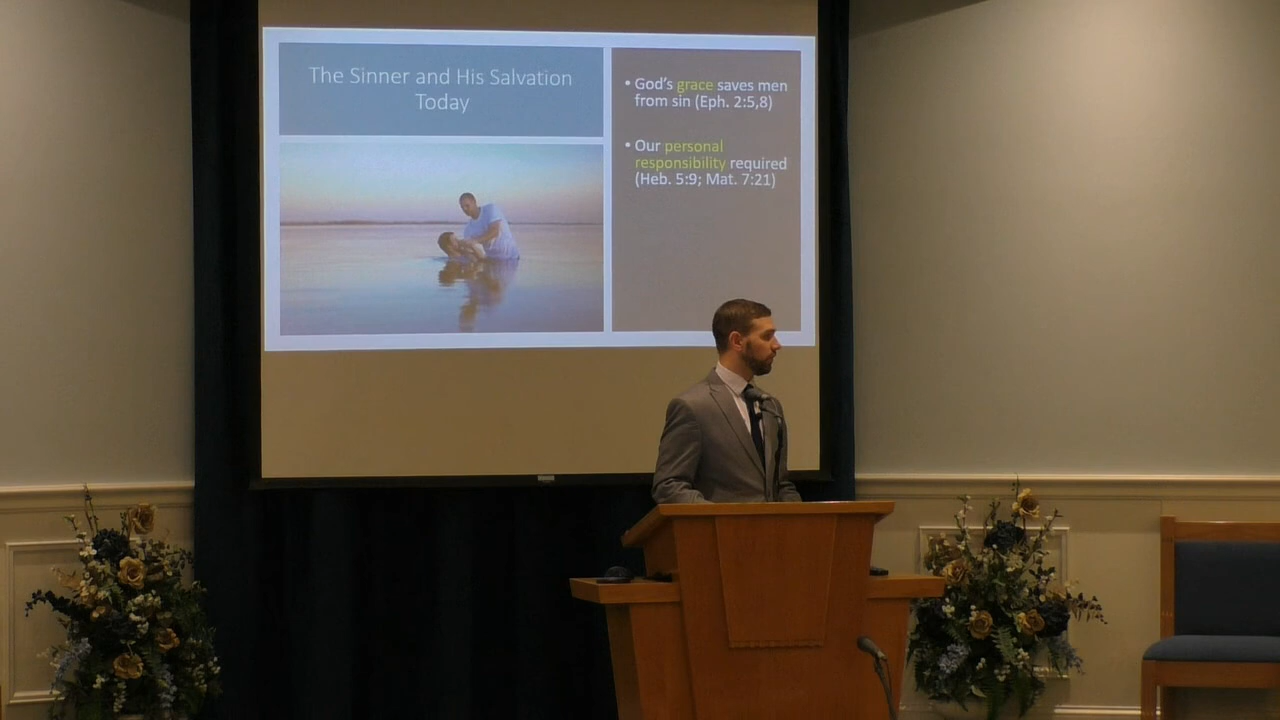 The Sinner and His Salvation
Today
• God's grace saves men
from sin (Eph. 2:5,8)
• Our personal
responsibility required
(Heb. 5:9; Mat. 7:21)